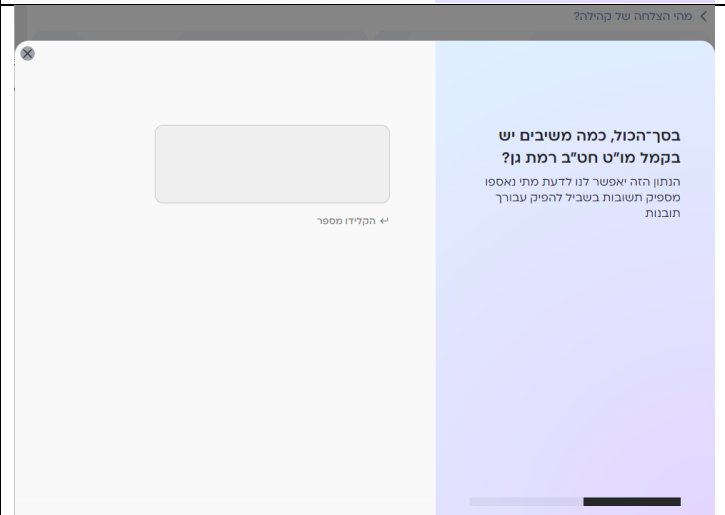 מהי הצלחה של קהילה?
בסך־הכול, כמה משיבים יש
בקמל מו"ט חט"ב רמת גן?
הנתון הזה יאפשר לנו לדעת מתי נאספו
מספיק תשובות בשביל להפיק עבורך
תובנות
הקלידו מספר